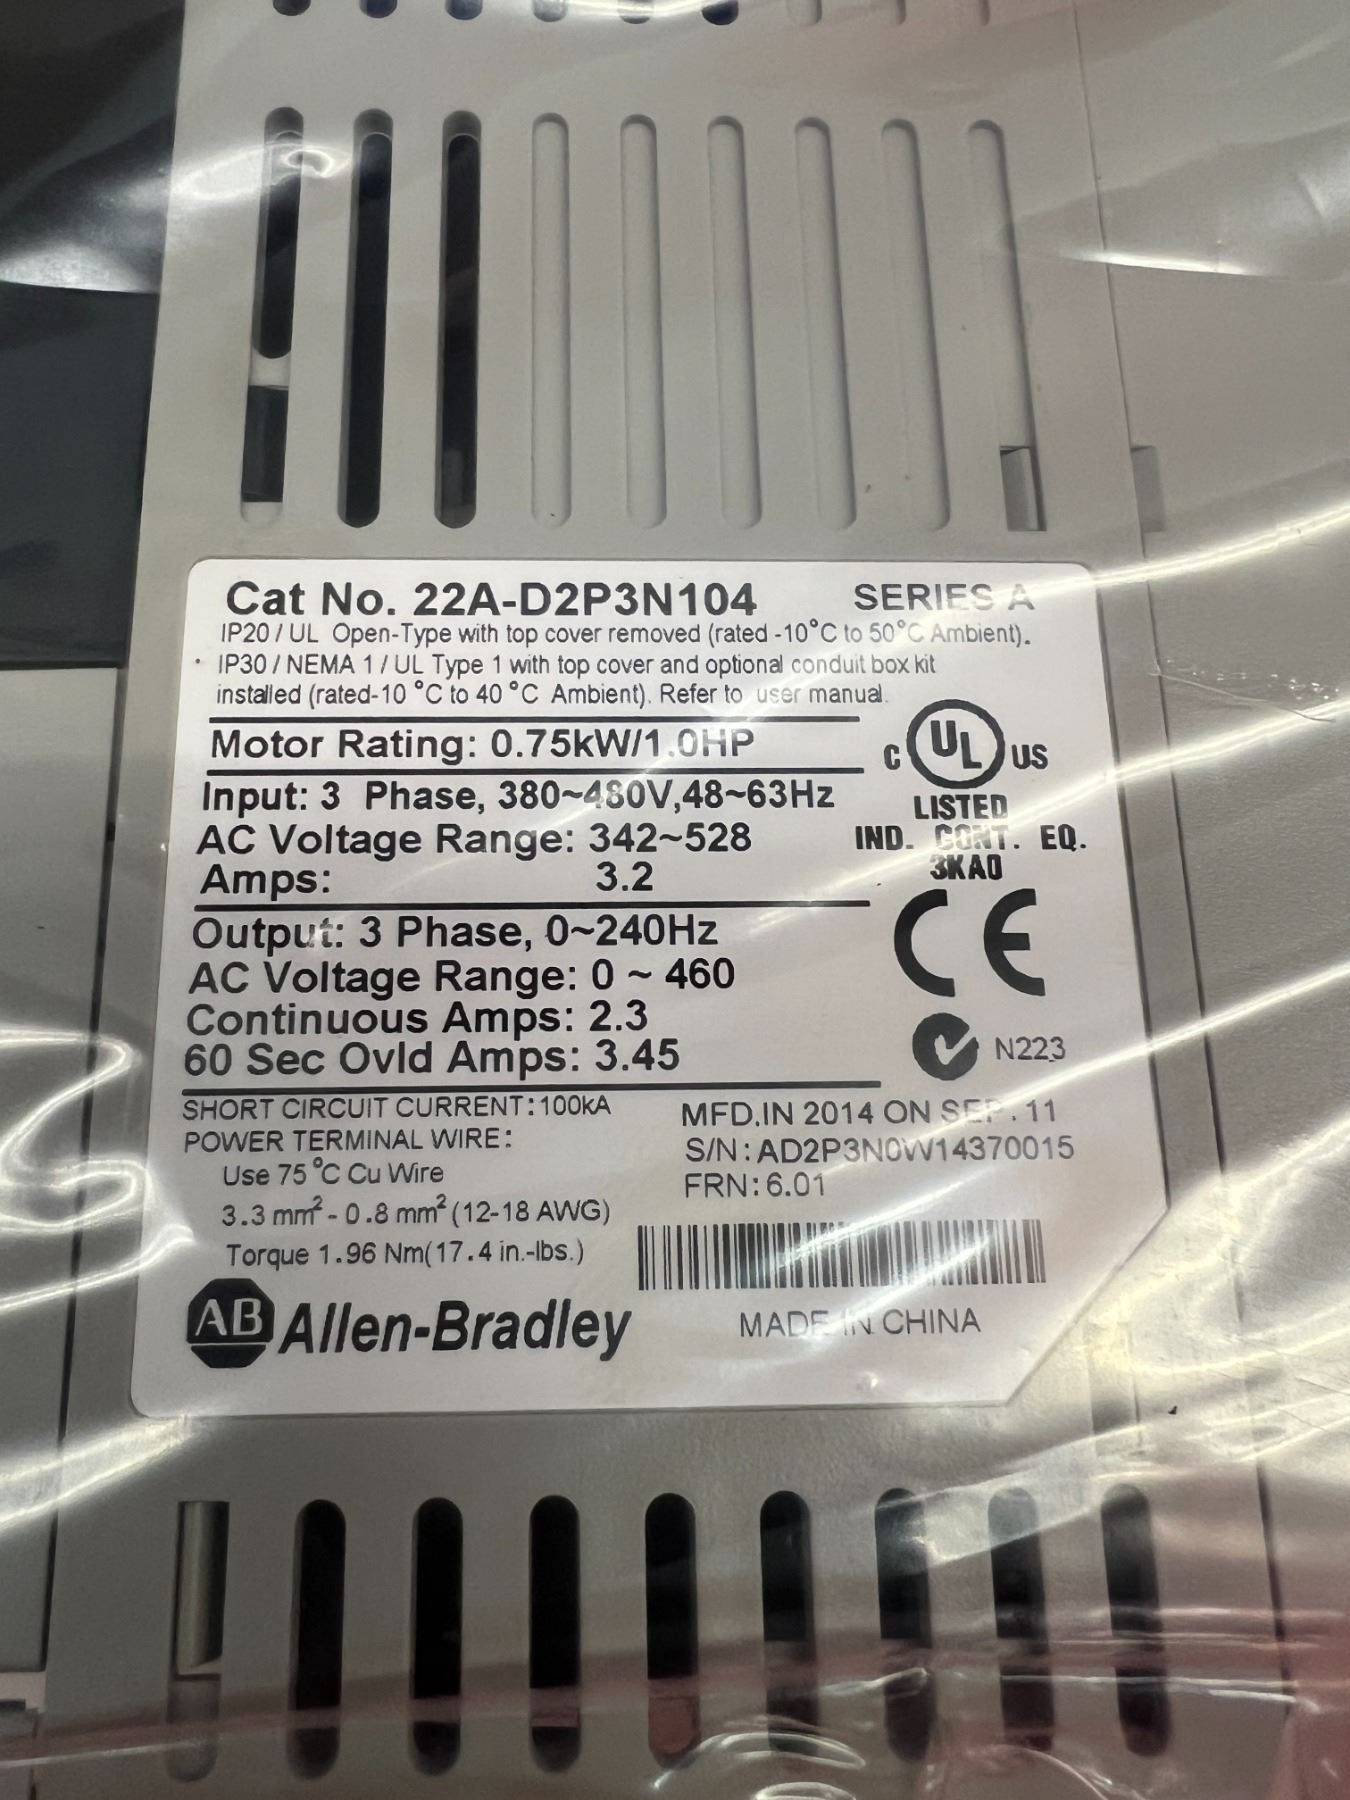 Cat No. 22A-D2P3N104 SERIES A
IP20 / UL Open-Type with top cover removed (rated -10°C to 50°C Ambient).
IP30 / NEMA 1 / UL Type 1 with top cover and optional conduit box kit
installed (rated-10 °C to 40 °C Ambient). Refer to user manual.
Motor Rating: 0.75kW/1.0HP
C UL US
LISTED
IND. CONT. EQ.
3KA0
Input: 3 Phase, 380~480V,48~63Hz
AC Voltage Range: 342~528
Amps: 3.2
CE
Output: 3 Phase, 0~240Hz
AC Voltage Range: 0 ~ 460
Continuous Amps: 2.3
60 Sec Ovld Amps: 3.45
N223
SHORT CIRCUIT CURRENT:100kA
POWER TERMINAL WIRE:
Use 75°C Cu Wire
3.3 mm² - 0.8 mm² (12-18 AWG)
Torque 1.96 Nm(17.4 in.-lbs.)
MFD.IN 2014 ON SEP. 11
S/N:AD2P3N0W14370015
FRN:6.01
AB Allen-Bradley
MADE IN CHINA